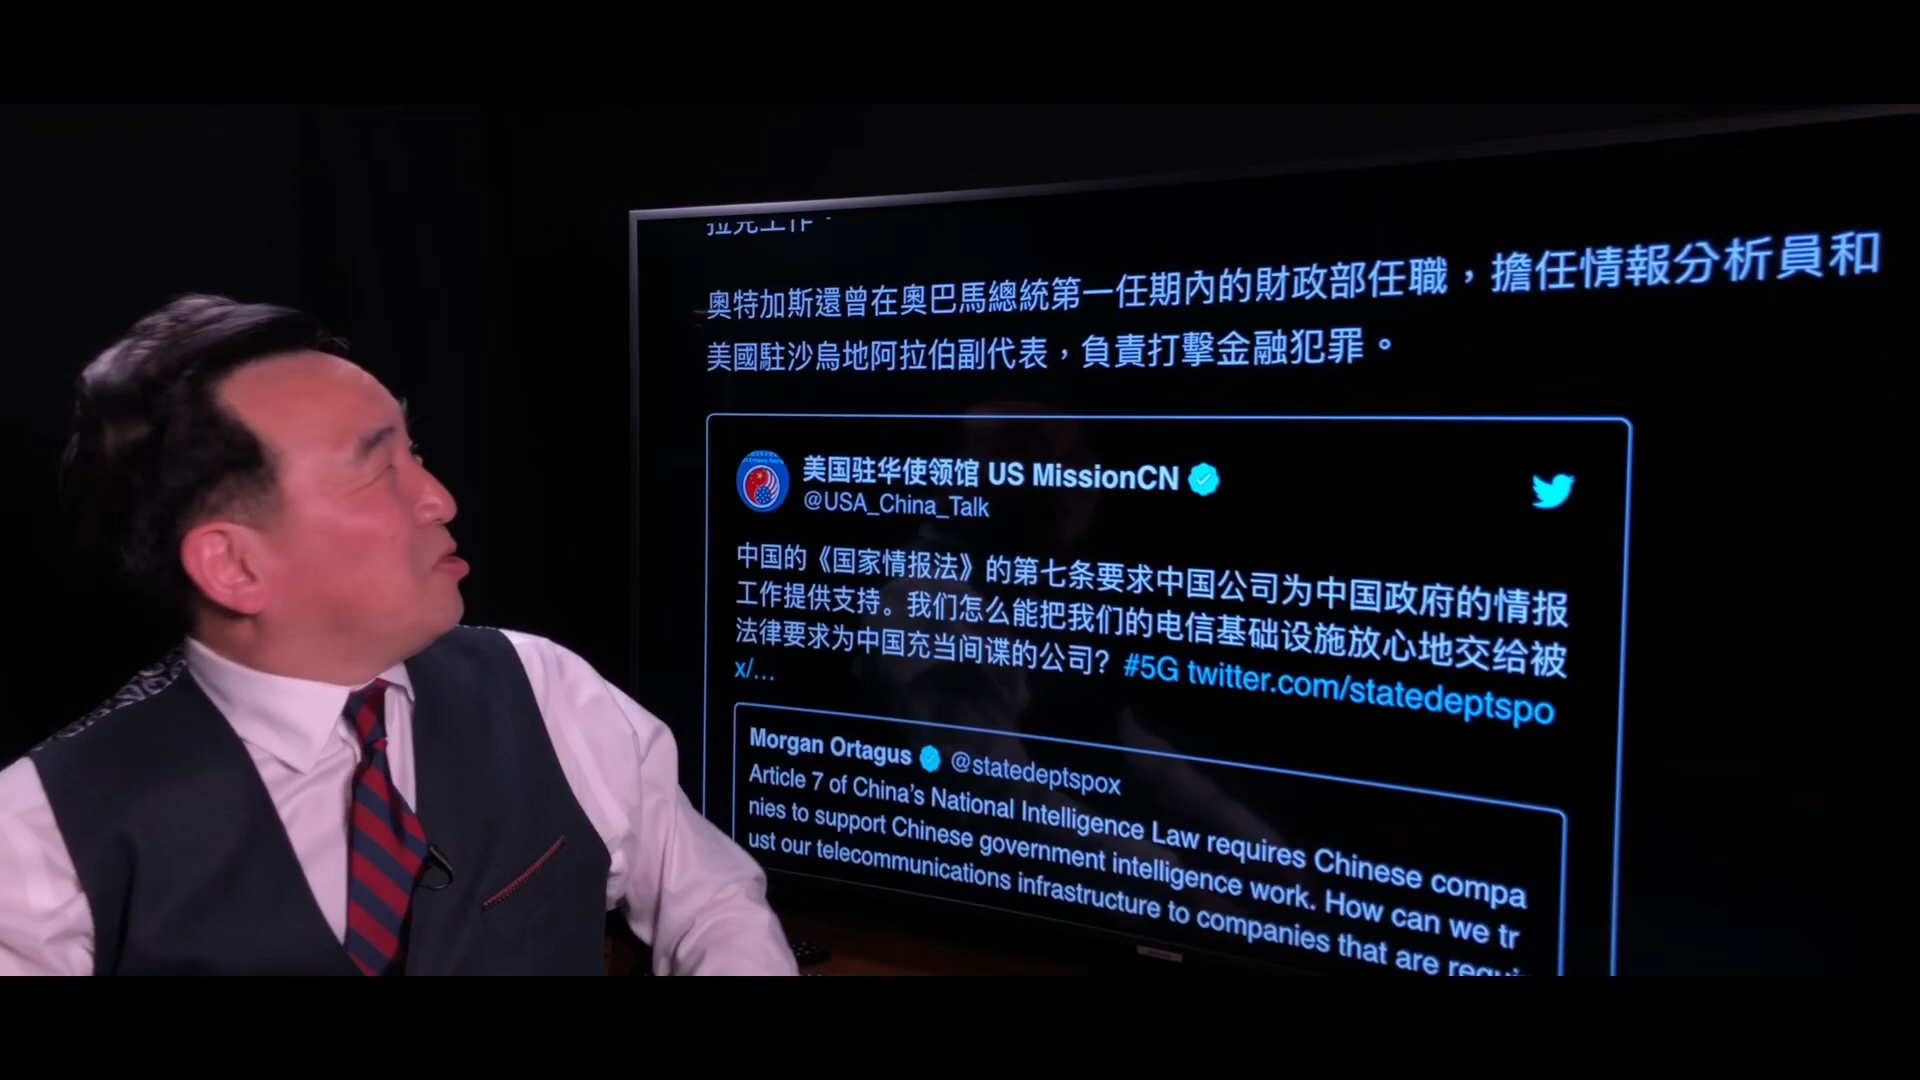 拉克工作。
奧特加斯還曾在奧巴馬總統第一任期內的財政部任職，擔任情報分析員和
美國駐沙烏地阿拉伯副代表，負責打擊金融犯罪。
美国驻华使领馆 US MissionCN
@USA_China_Talk
中国的《国家情报法》的第七条要求中国公司为中国政府的情报
工作提供支持。我们怎么能把我们的电信基础设施放心地交给被
法律要求为中国充当间谍的公司？#5G twitter.com/statedeptspo
x/...
Morgan Ortagus @statedeptspox
Article 7 of China's National Intelligence Law requires Chinese compa
nies to support Chinese government intelligence work. How can we tr
ust our telecommunications infrastructure to companies that are requi